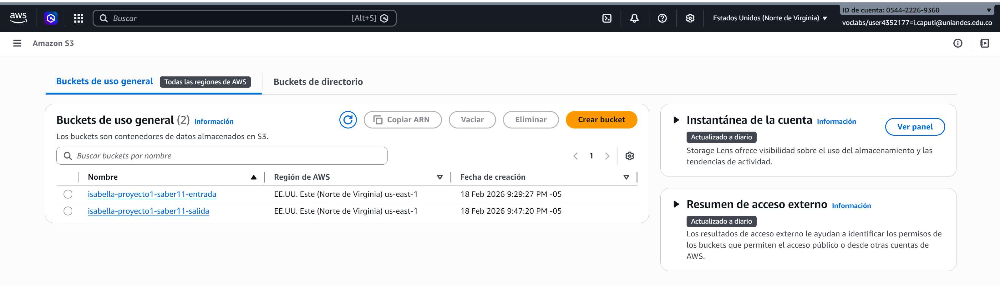 aws
Buscar
[Alt+S]
Estados Unidos (Norte de Virginia)
ID de cuenta: 0544-2226-9360
voclabs/user4352177=i.caputi@uniandes.edu.co
Amazon S3
Buckets de uso general
Todas las regiones de AWS
Buckets de directorio
Buckets de uso general (2) Información
Copiar ARN
Vaciar
Eliminar
Crear bucket
Los buckets son contenedores de datos almacenados en S3.
Buscar buckets por nombre
1
Nombre Región de AWS Fecha de creación
isabella-proyecto1-saber11-entrada EE.UU. Este (Norte de Virginia) us-east-1 18 Feb 2026 9:29:27 PM -05
isabella-proyecto1-saber11-salida EE.UU. Este (Norte de Virginia) us-east-1 18 Feb 2026 9:47:20 PM -05
Instantánea de la cuenta Información
Ver panel
Actualizado a diario
Storage Lens ofrece visibilidad sobre el uso del almacenamiento y las
tendencias de actividad.
Resumen de acceso externo Información
Actualizado a diario
Los resultados de acceso externo le ayudan a identificar los permisos de
los buckets que permiten el acceso público o desde otras cuentas de
AWS.